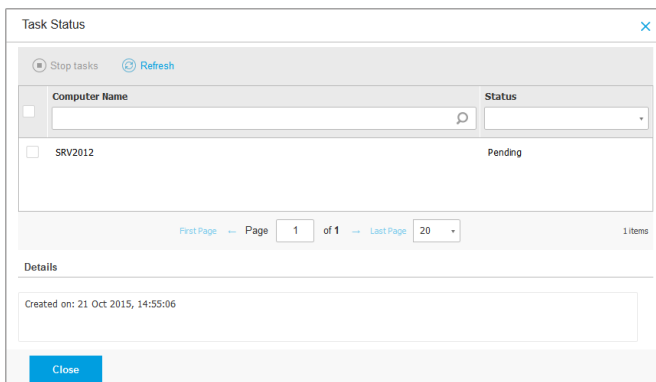 Task Status
Stop tasks Refresh
Computer Name Status
SRV2012 Pending
First Page ← Page 1 of 1 → Last Page 20 1 items
Details
Created on: 21 Oct 2015, 14:55:06
Close